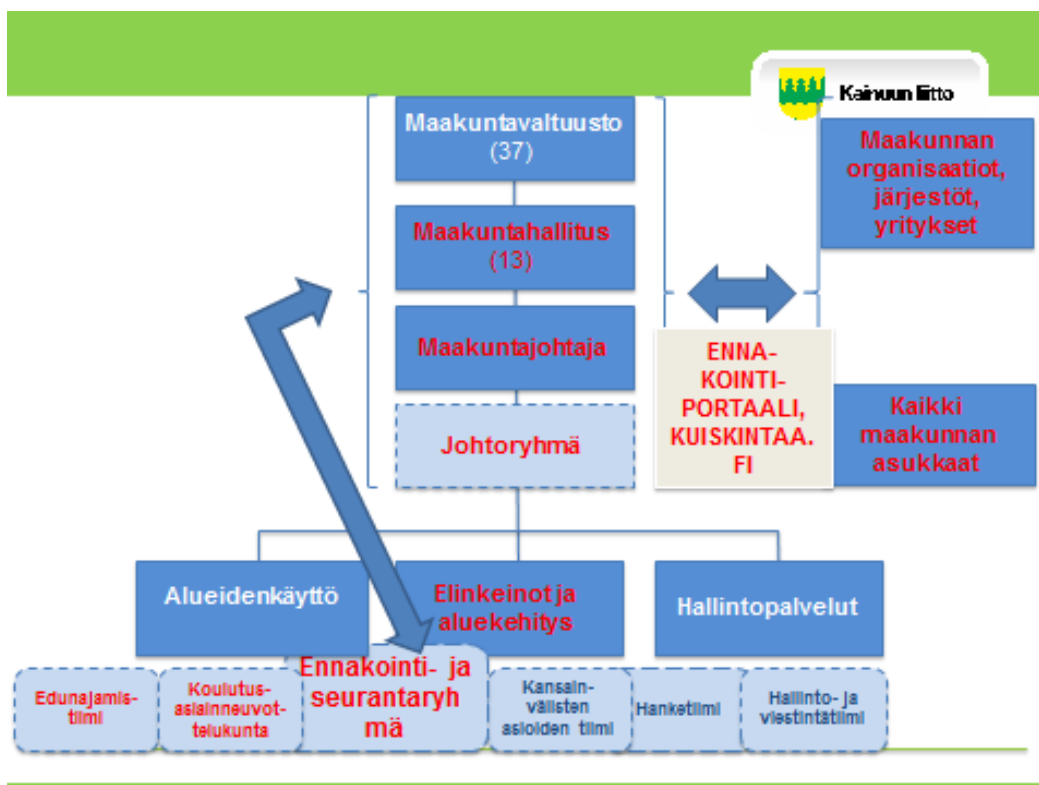 Kainuun liitto
Maakuntavaltuusto
(37)
Maakunnan
organisaatiot,
järjestöt,
yritykset
Maakuntahallitus
(13)
Maakuntajohtaja
ENNA-
KOINTI-
PORTAALI,
KUISKINTAA.
FI
Kaikki
maakunnan
asukkaat
Johtoryhmä
Alueidenkäyttö
Elinkeinot ja
aluekehitys
Hallintopalvelut
Edunajamis-
tiimi
Koulutus-
asiainneuvot-
telukunta
Ennakointi- ja
seurantaryh
mä
Kansain-
välisten
asioiden tiimi
Hanketiimi
Hallinto- ja
viestintätiimi